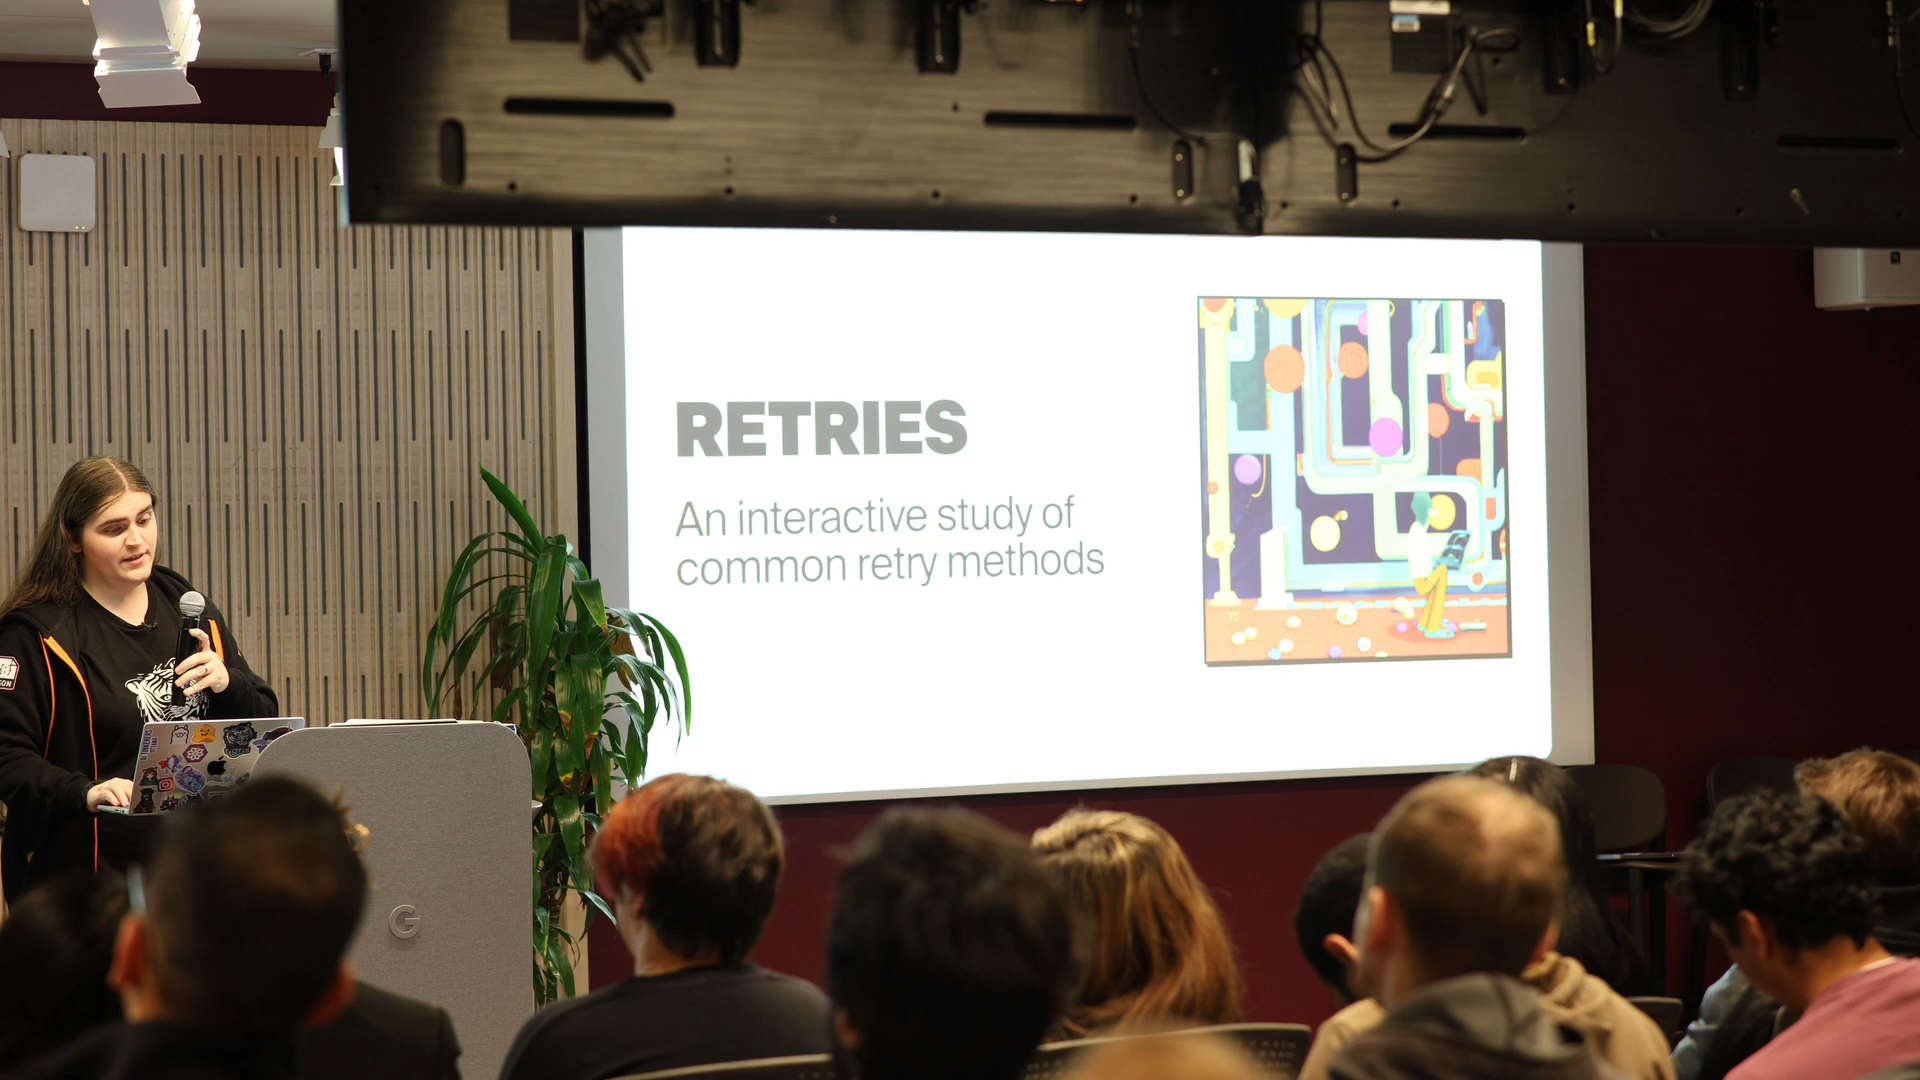 RETRIES
An interactive study of
common retry methods
G